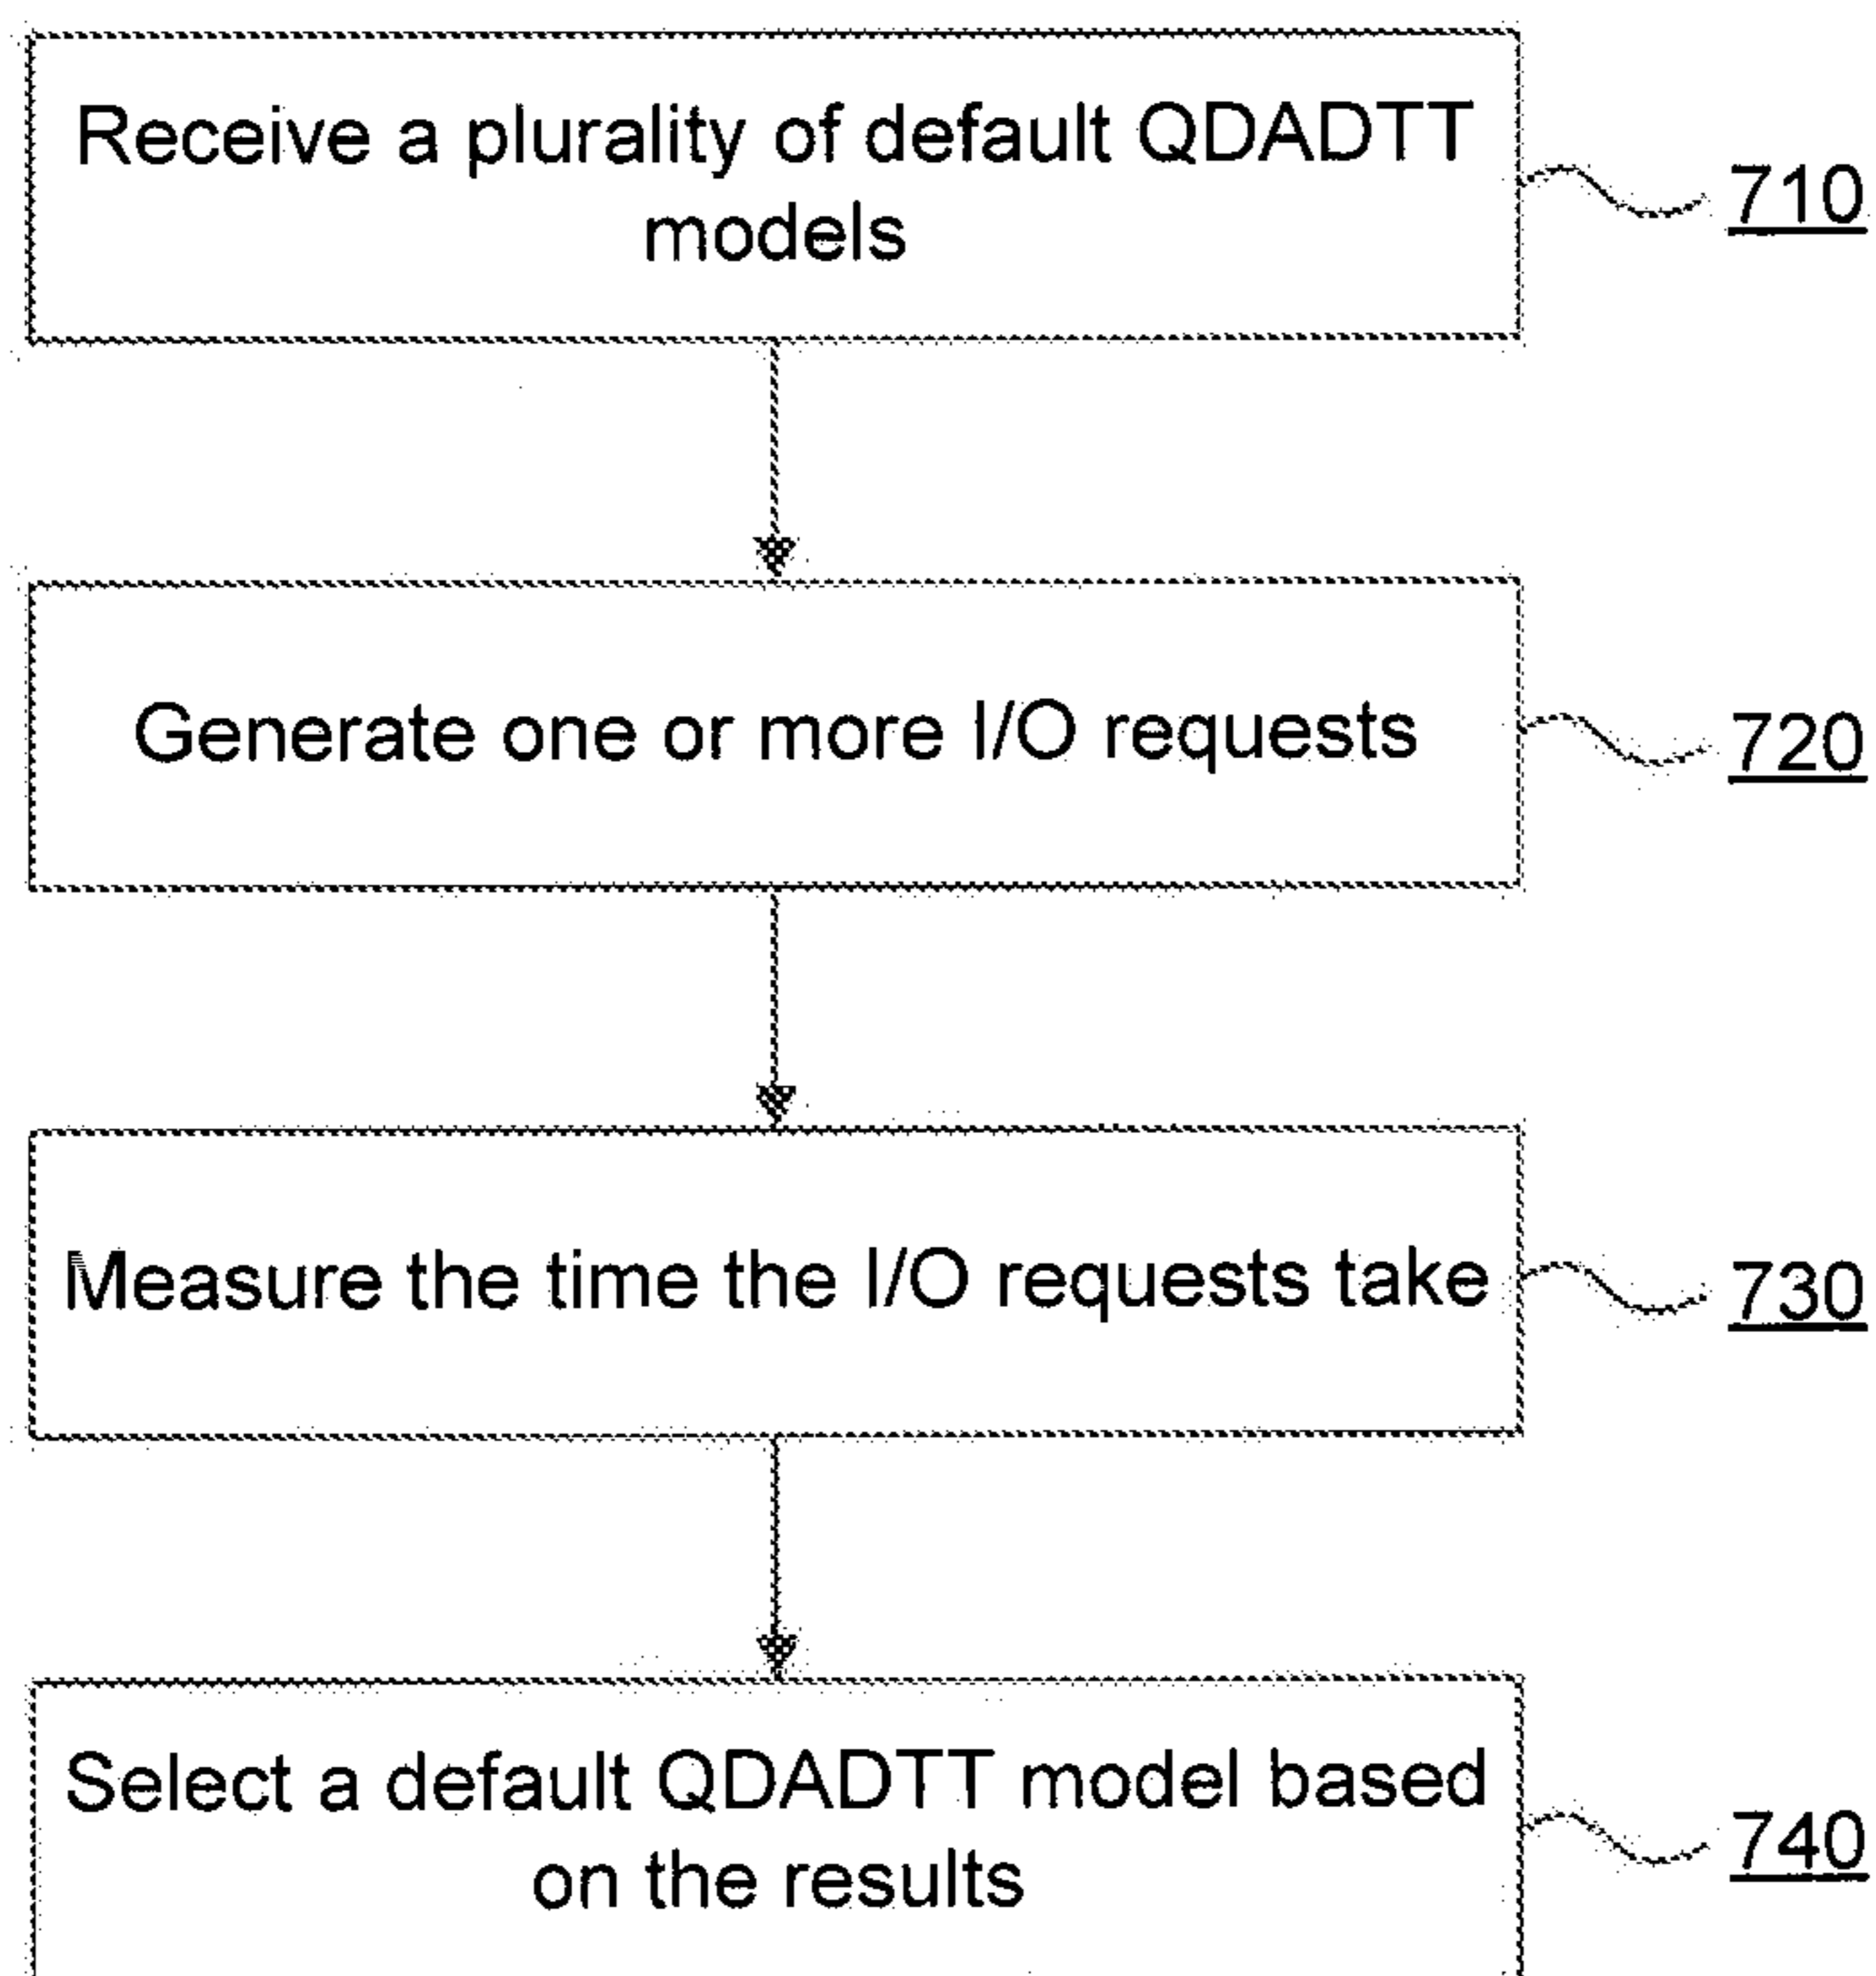 Receive a plurality of default QDADTT
models
710
Generate one or more I/O requests
720
Measure the time the I/O requests take
730
Select a default QDADTT model based
on the results
740